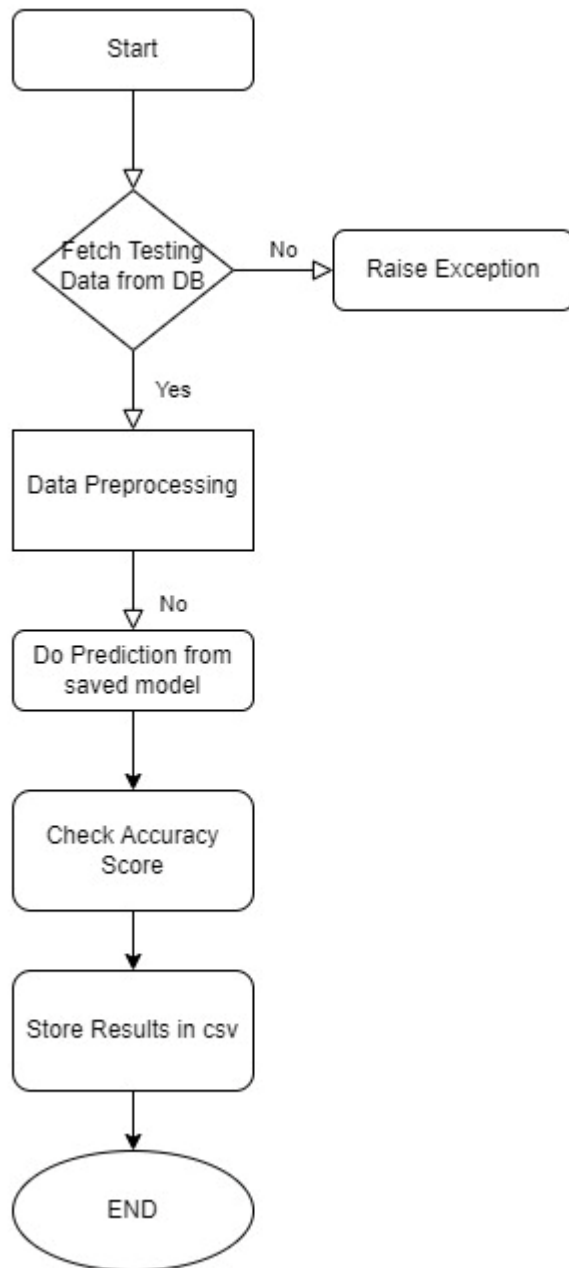 Start
Fetch Testing
Data from DB
No
Raise Exception
Yes
Data Preprocessing
No
Do Prediction from
saved model
Check Accuracy
Score
Store Results in csv
END